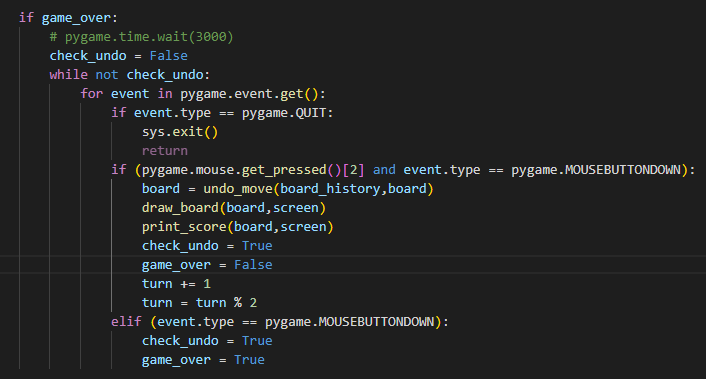 if game_over:
# pygame.time.wait(3000)
check_undo = False
while not check_undo:
for event in pygame.event.get():
if event.type == pygame.QUIT:
sys.exit()
return
if (pygame.mouse.get_pressed()[2] and event.type == pygame.MOUSEBUTTONDOWN):
board = undo_move(board_history,board)
draw_board(board,screen)
print_score(board,screen)
check_undo = True
game_over = False
turn += 1
turn = turn % 2
elif (event.type == pygame.MOUSEBUTTONDOWN):
check_undo = True
game_over = True